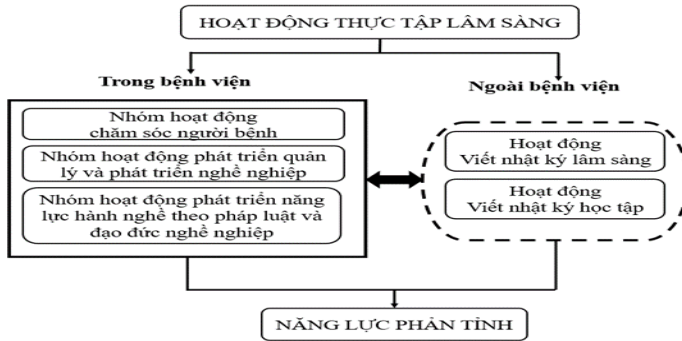 HOẠT ĐỘNG THỰC TẬP LÂM SÀNG
Trong bệnh viện
Nhóm hoạt động
chăm sóc người bệnh
Nhóm hoạt động phát triển quản
lý và phát triển nghề nghiệp
Nhóm hoạt động phát triển năng
lực hành nghề theo pháp luật và
đạo đức nghề nghiệp
Ngoài bệnh viện
Hoạt động
Viết nhật ký lâm sàng
Hoạt động
Viết nhật ký học tập
NĂNG LỰC PHẢN TỈNH